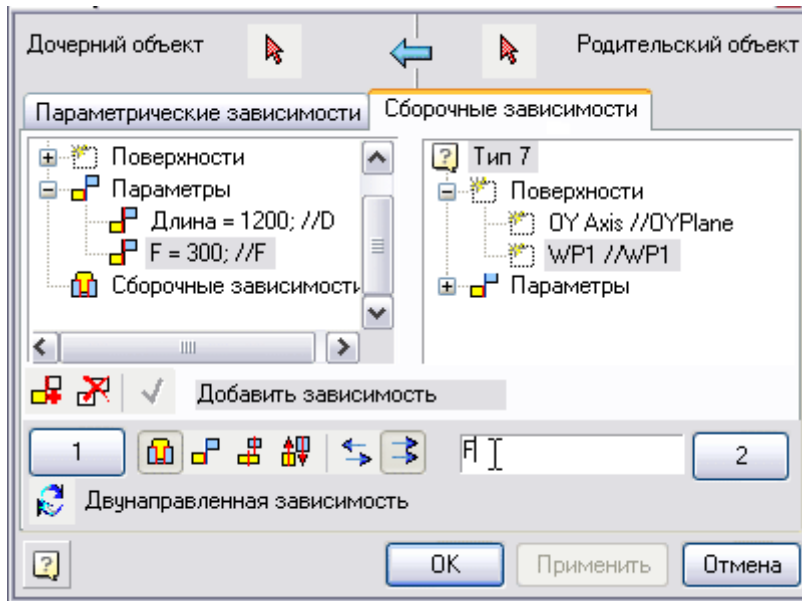 Дочерний объект
Родительский объект
Параметрические зависимости
Сборочные зависимости
Поверхности
Параметры
Длина = 1200; //D
F = 300; //F
Сборочные зависимости
Тип 7
Поверхности
OY Axis //OYPlane
WP1 //WP1
Параметры
Добавить зависимость
1
F
2
Двунаправленная зависимость
OK
Применить
Отмена